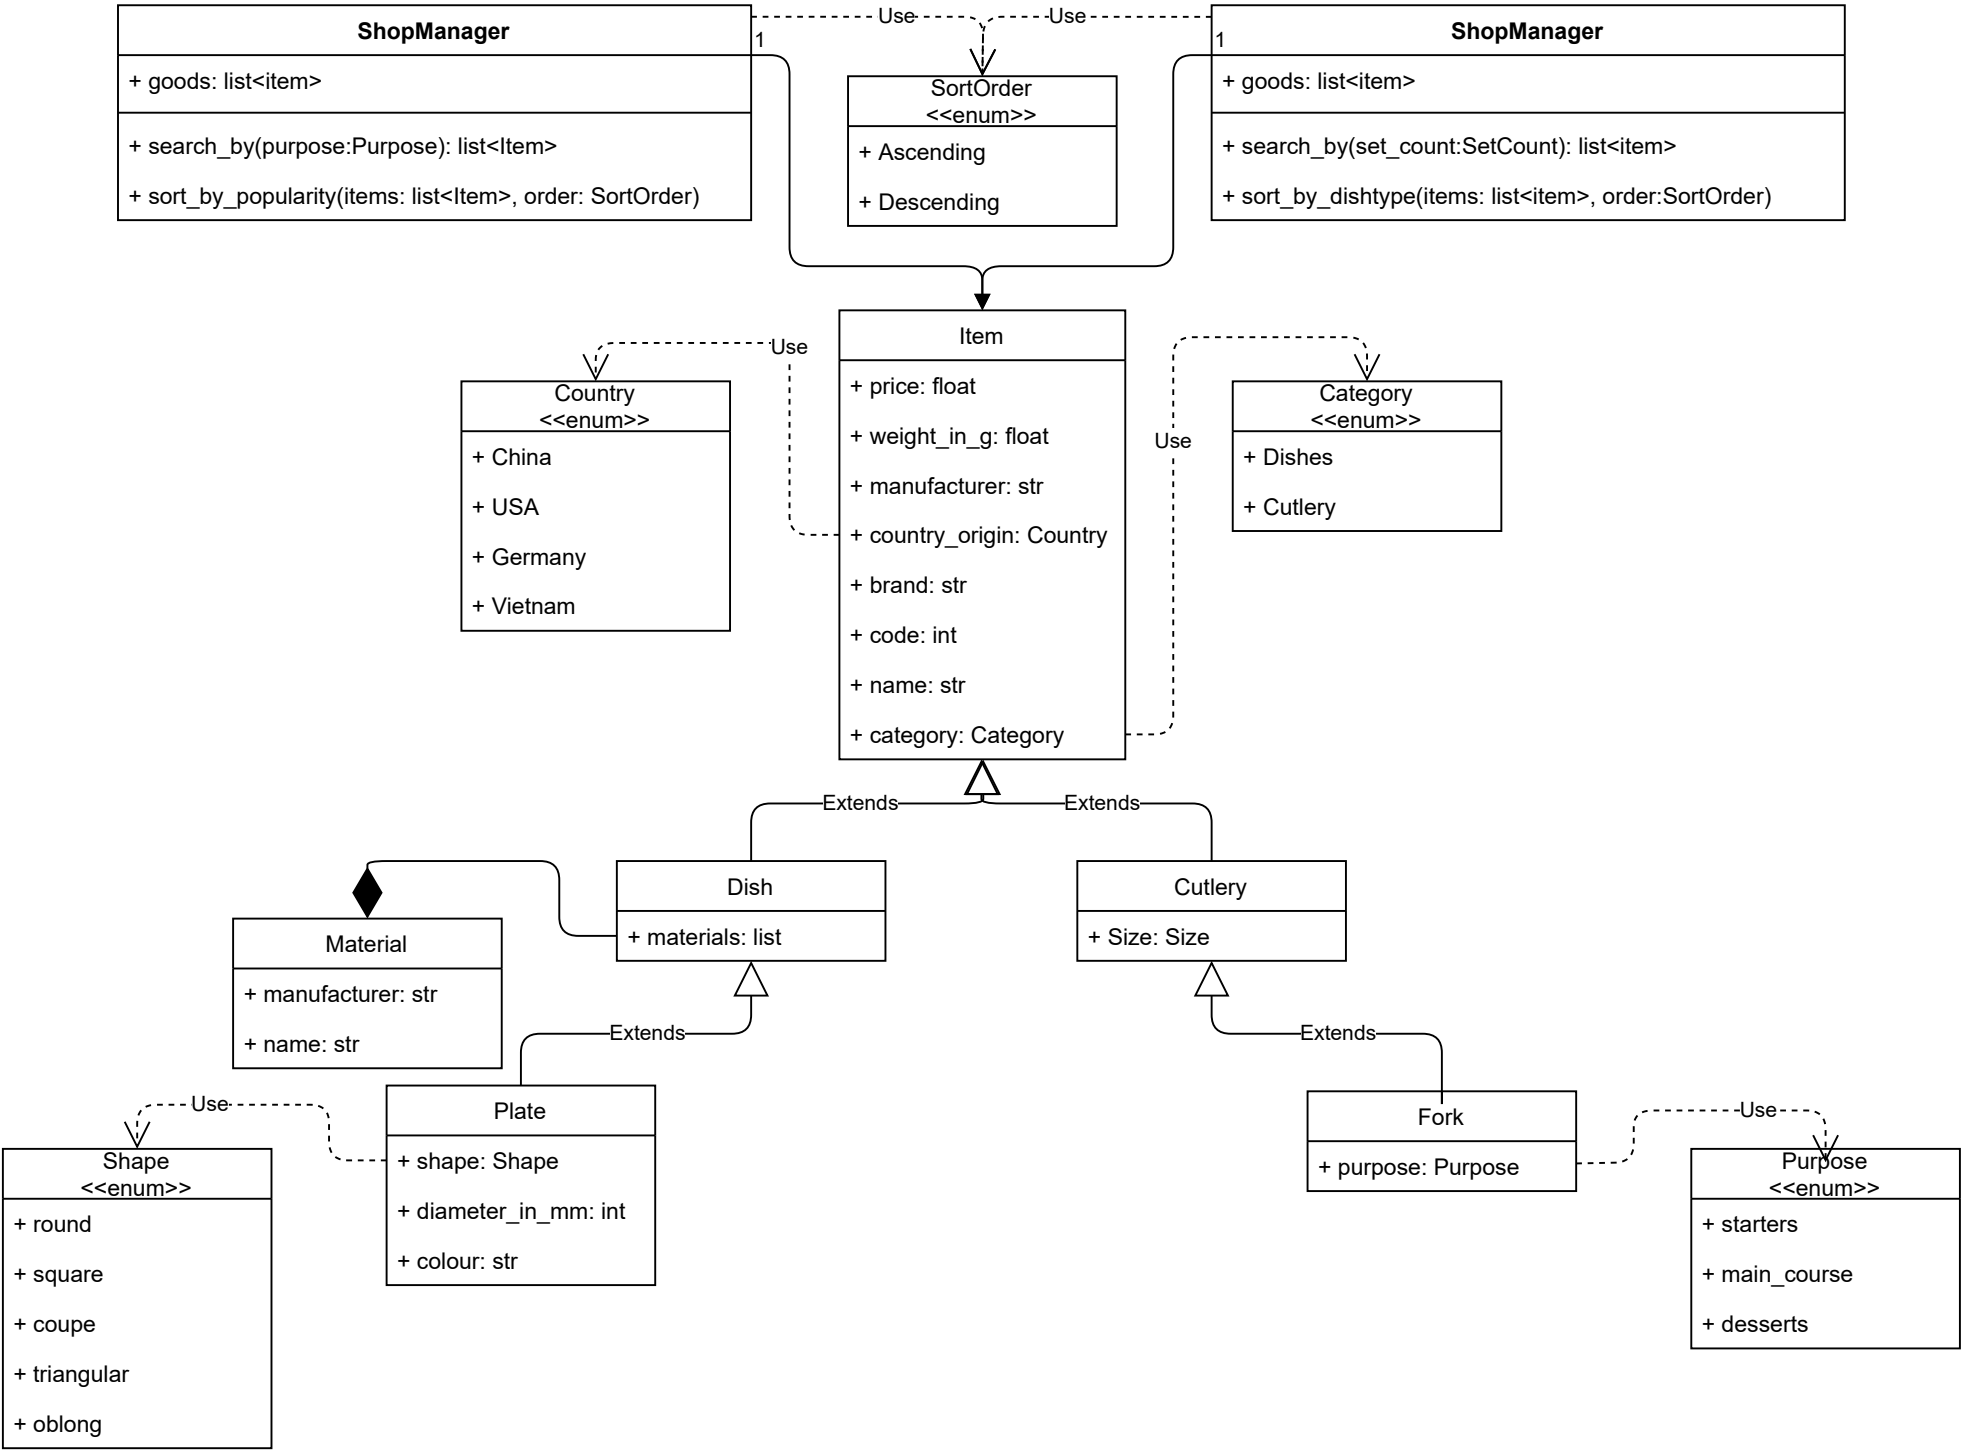 ShopManager
+ goods: list<item>
+ search_by(purpose:Purpose): list<Item>
+ sort_by_popularity(items: list<Item>, order: SortOrder)
1
Use
Use
SortOrder
<<enum>>
+ Ascending
+ Descending
1
ShopManager
+ goods: list<item>
+ search_by(set_count:SetCount): list<item>
+ sort_by_dishtype(items: list<item>, order:SortOrder)
Use
Country
<<enum>>
+ China
+ USA
+ Germany
+ Vietnam
Item
+ price: float
+ weight_in_g: float
+ manufacturer: str
+ country_origin: Country
+ brand: str
+ code: int
+ name: str
+ category: Category
Use
Category
<<enum>>
+ Dishes
+ Cutlery
Extends
Extends
Dish
+ materials: list
Cutlery
+ Size: Size
Material
+ manufacturer: str
+ name: str
Extends
Extends
Use
Plate
+ shape: Shape
+ diameter_in_mm: int
+ colour: str
Shape
<<enum>>
+ round
+ square
+ coupe
+ triangular
+ oblong
Fork
+ purpose: Purpose
Use
Purpose
<<enum>>
+ starters
+ main_course
+ desserts